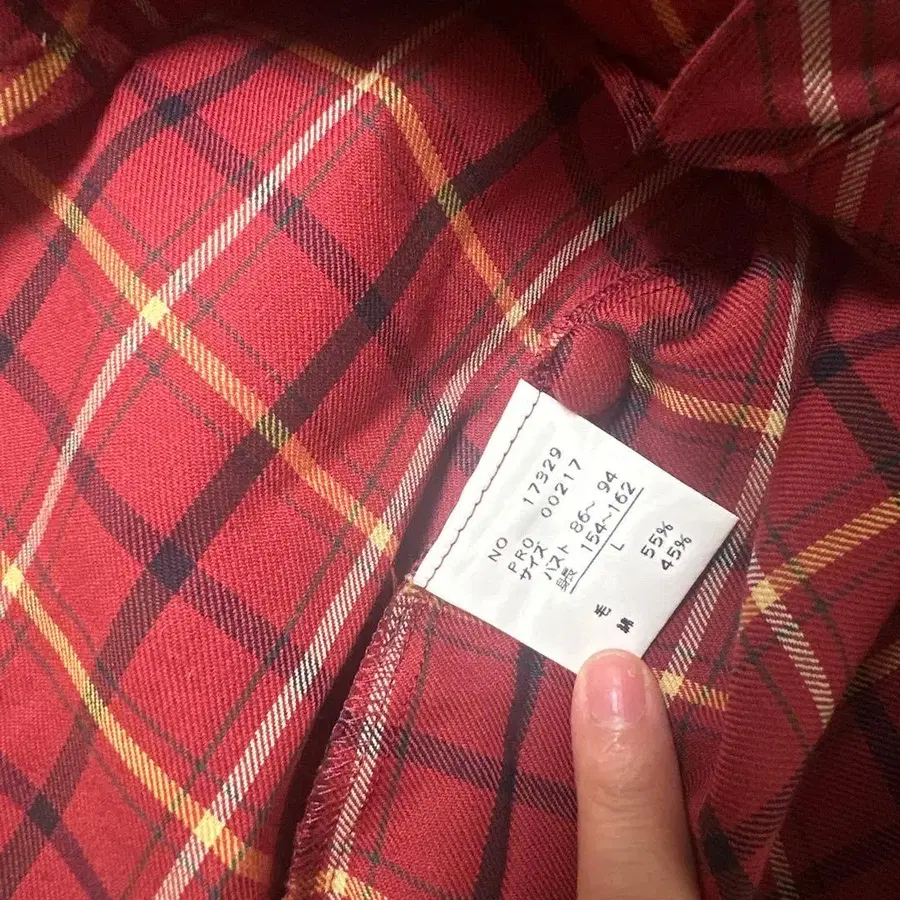 NO 17329
PRO 00217
サイズ
バスト 86〜 94
身長 154〜162
L
毛 55%
綿 45%